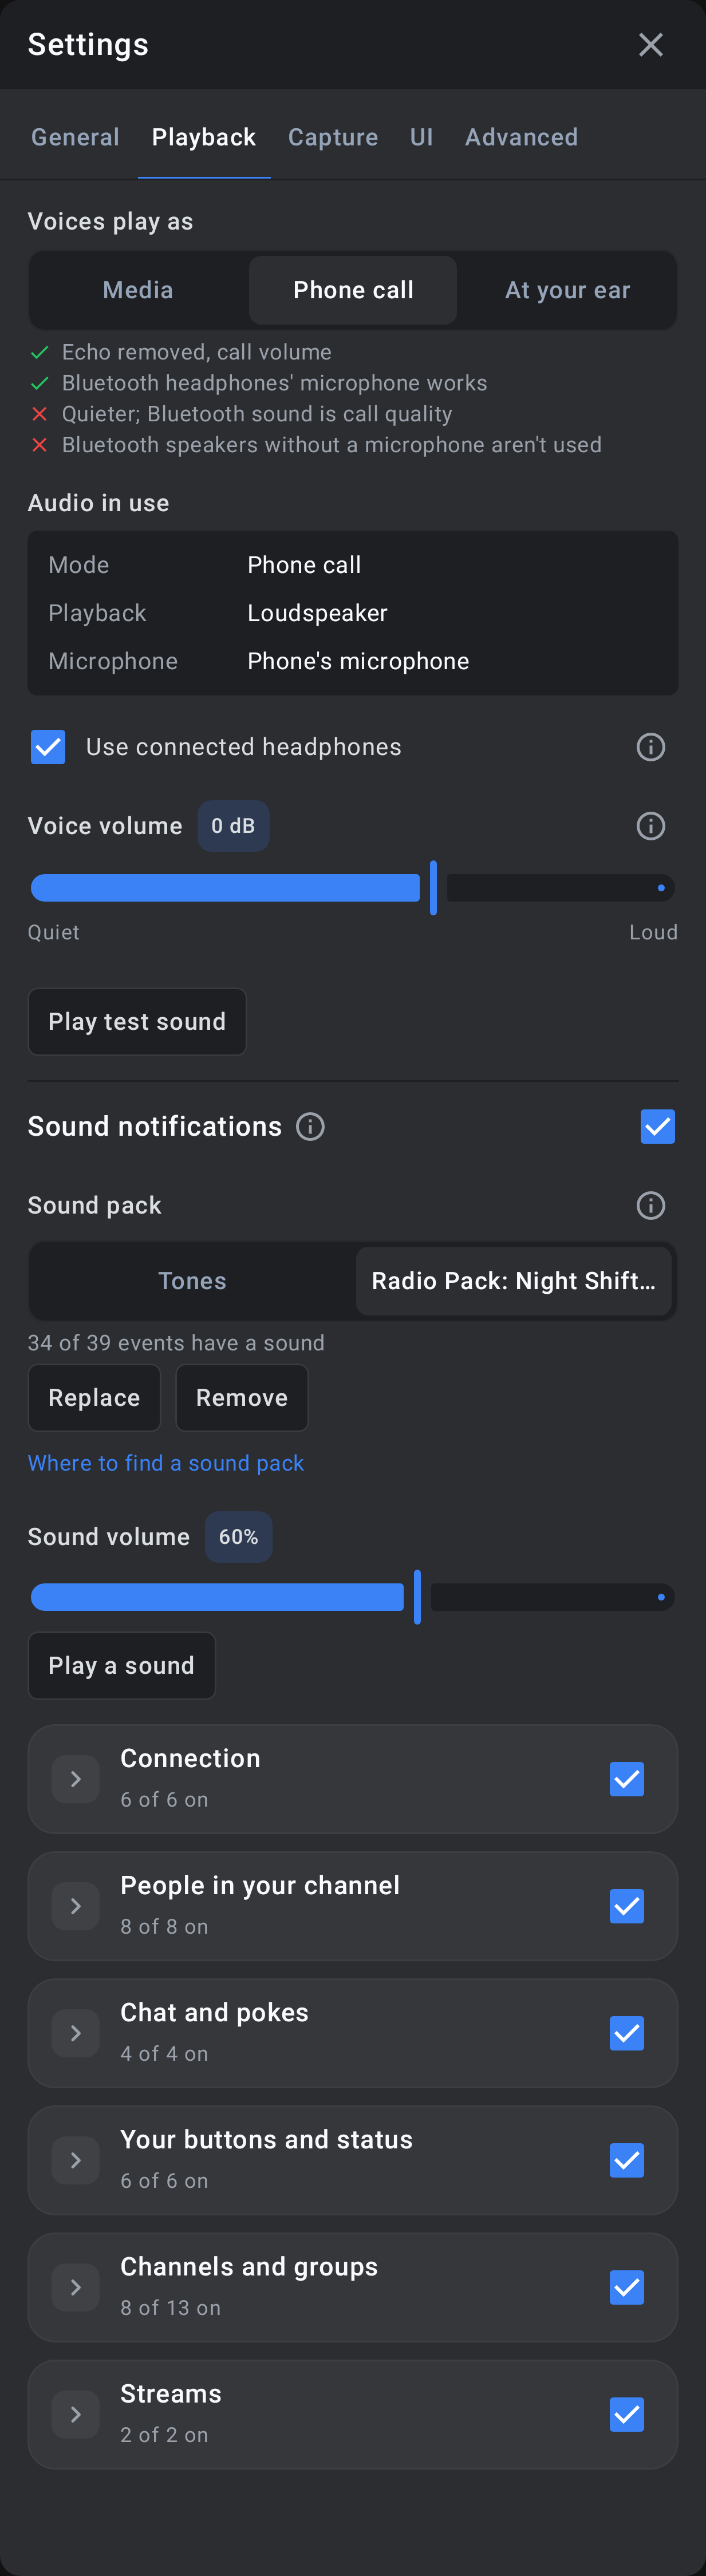 Settings
General Playback Capture UI Advanced
Voices play as
Media Phone call At your ear
Echo removed, call volume
Bluetooth headphones' microphone works
Quieter; Bluetooth sound is call quality
Bluetooth speakers without a microphone aren't used
Audio in use
Mode Phone call
Playback Loudspeaker
Microphone Phone's microphone
Use connected headphones
Voice volume 0 dB
Quiet Loud
Play test sound
Sound notifications
Sound pack
Tones Radio Pack: Night Shift...
34 of 39 events have a sound
Replace Remove
Where to find a sound pack
Sound volume 60%
Play a sound
Connection
6 of 6 on
People in your channel
8 of 8 on
Chat and pokes
4 of 4 on
Your buttons and status
6 of 6 on
Channels and groups
8 of 13 on
Streams
2 of 2 on